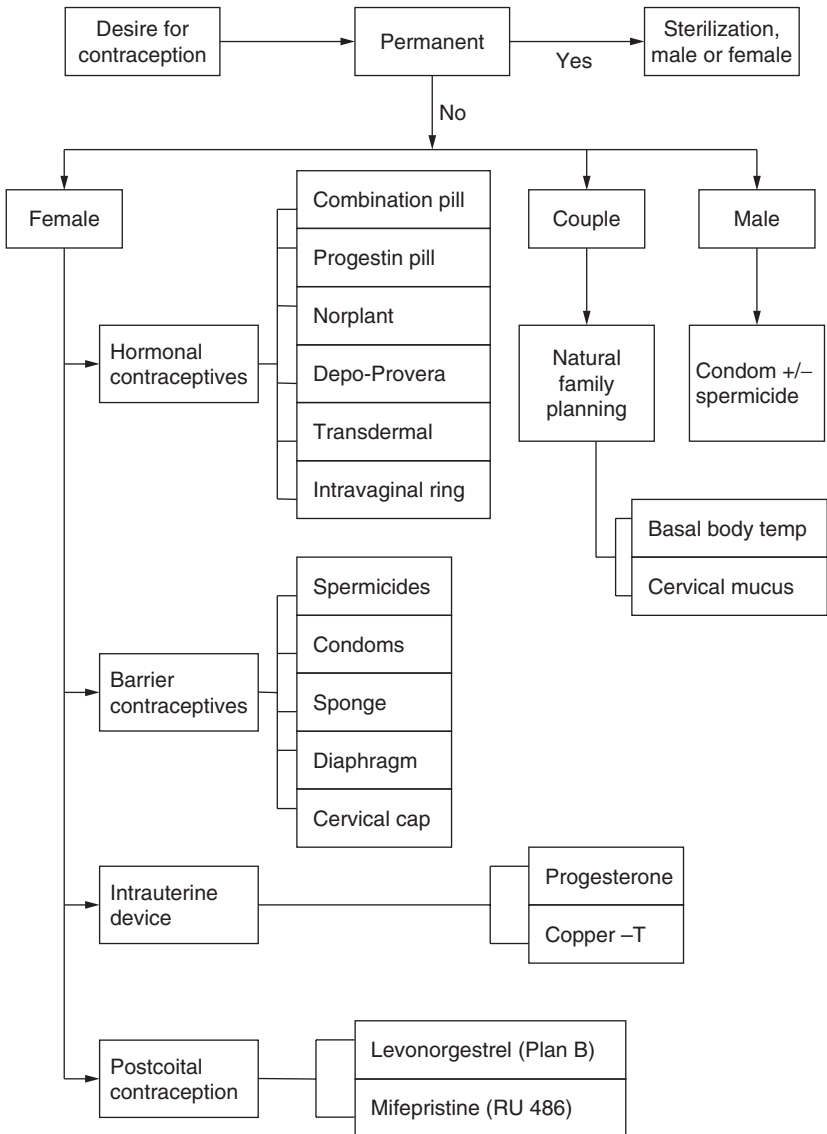 Desire for
contraception
Permanent
Yes
Sterilization,
male or female
No
Female
Couple
Male
Hormonal
contraceptives
Combination pill
Progestin pill
Norplant
Depo-Provera
Transdermal
Intravaginal ring
Natural
family
planning
Condom +/–
spermicide
Basal body temp
Cervical mucus
Barrier
contraceptives
Spermicides
Condoms
Sponge
Diaphragm
Cervical cap
Intrauterine
device
Progesterone
Copper –T
Postcoital
contraception
Levonorgestrel (Plan B)
Mifepristine (RU 486)